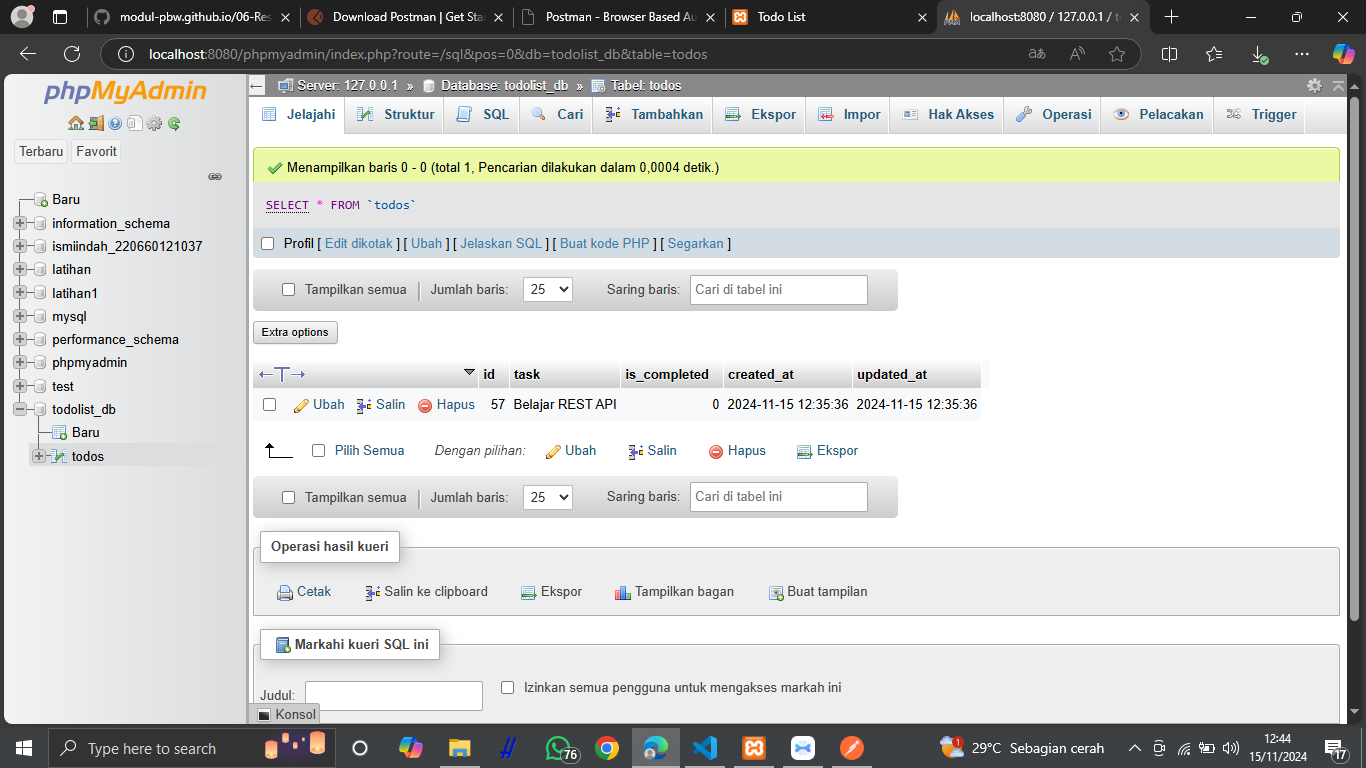 modul-pbw.github.io/06-Res
Download Postman | Get Sta
Postman - Browser Based Au
Todo List
localhost:8080 / 127.0.0.1 / t
localhost:8080/phpmyadmin/index.php?route=/sql&pos=0&db=todolist_db&table=todos
phpMyAdmin
Terbaru Favorit
Baru
information_schema
ismiindah_220660121037
latihan
latihan1
mysql
performance_schema
phpmyadmin
test
todolist_db
Baru
todos
Server: 127.0.0.1 » Database: todolist_db » Tabel: todos
Jelajahi Struktur SQL Cari Tambahkan Ekspor Impor Hak Akses Operasi Pelacakan Trigger
Menampilkan baris 0 - 0 (total 1, Pencarian dilakukan dalam 0,0004 detik.)
SELECT * FROM `todos`
Profil [ Edit dikotak ] [ Ubah ] [ Jelaskan SQL ] [ Buat kode PHP ] [ Segarkan ]
Tampilkan semua | Jumlah baris: 25 Saring baris: Cari di tabel ini
Extra options
←T→ id task is_completed created_at updated_at
Ubah Salin Hapus 57 Belajar REST API 0 2024-11-15 12:35:36 2024-11-15 12:35:36
Pilih Semua Dengan pilihan: Ubah Salin Hapus Ekspor
Tampilkan semua | Jumlah baris: 25 Saring baris: Cari di tabel ini
Operasi hasil kueri
Cetak Salin ke clipboard Ekspor Tampilkan bagan Buat tampilan
Markahi kueri SQL ini
Judul: Izinkan semua pengguna untuk mengakses markah ini
Konsol
Type here to search
76
1
29°C Sebagian cerah
12:44
15/11/2024
17